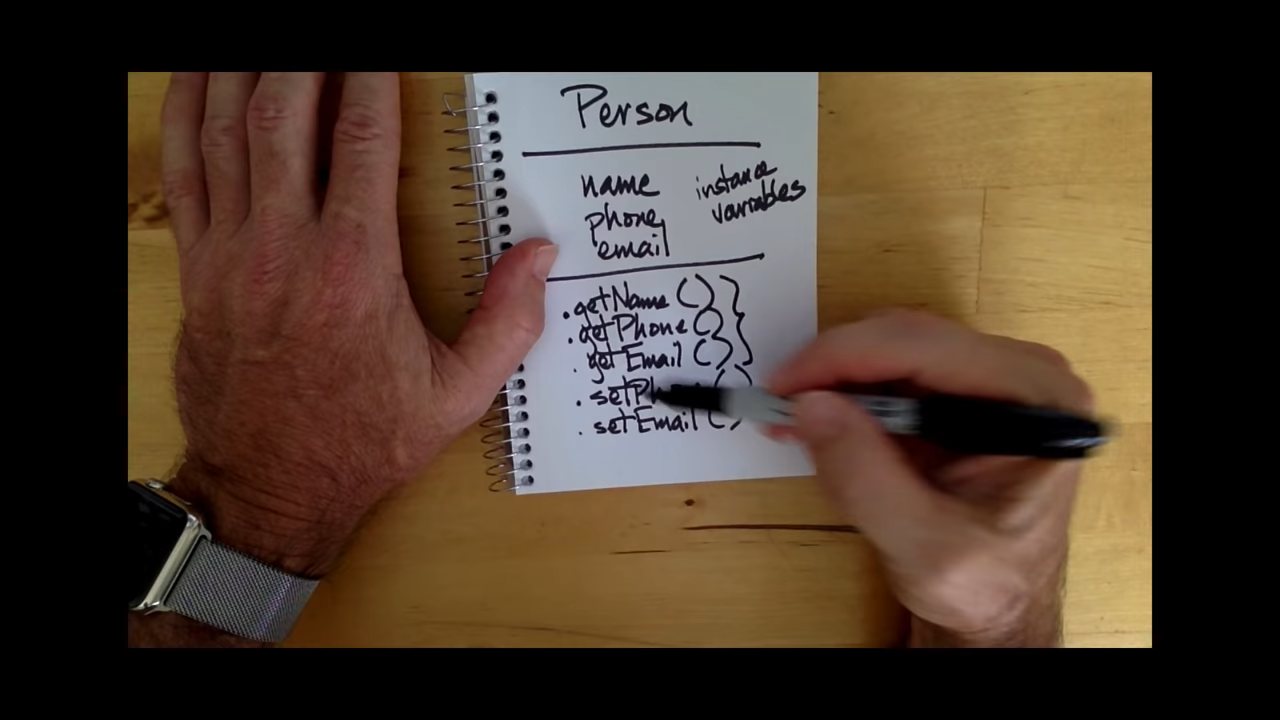 Person
name
phone
email
instance
variables
.getName ()
.getPhone ()
.getEmail ()
. ()
.setEmail ()